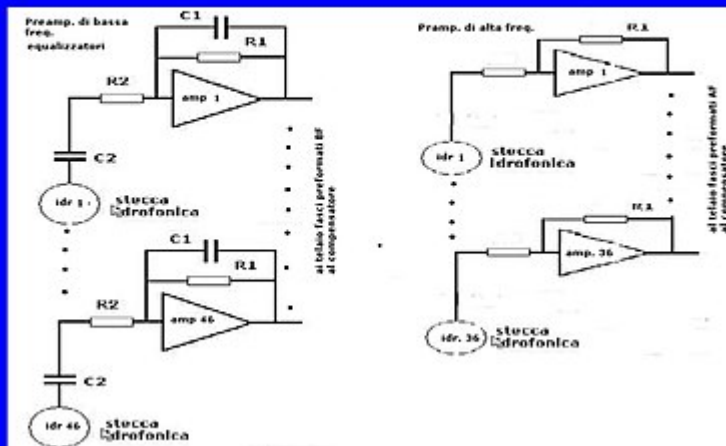 Preamp. di bassa
freq.
equalizzatori
C1
R1
R2
amp 1
C2
idr 1
stecca
idrofonica
C1
R1
R2
amp 46
C2
idr 46
stecca
idrofonica
al telaio fasci preformati BF
al compensatore
Pramp. di alta freq.
R1
amp 1
idr 1
stecca
idrofonica
R1
amp. 36
idr. 36
stecca
idrofonica
al telaio fasci preformati AF
al compensatore